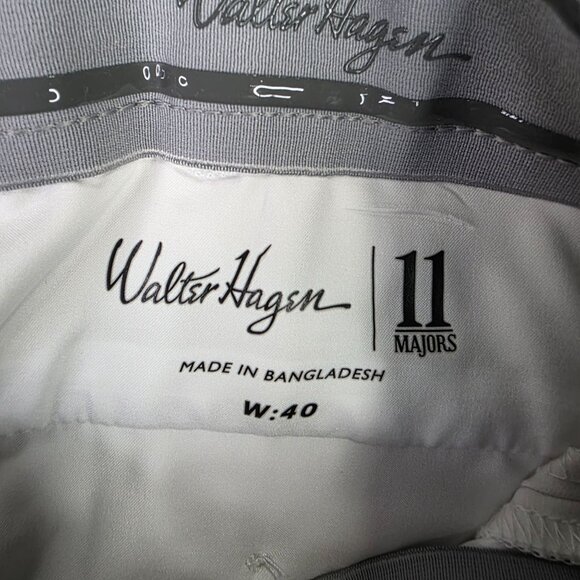 Walter Hagen
Walter Hagen | 11
MAJORS
MADE IN BANGLADESH
W:40